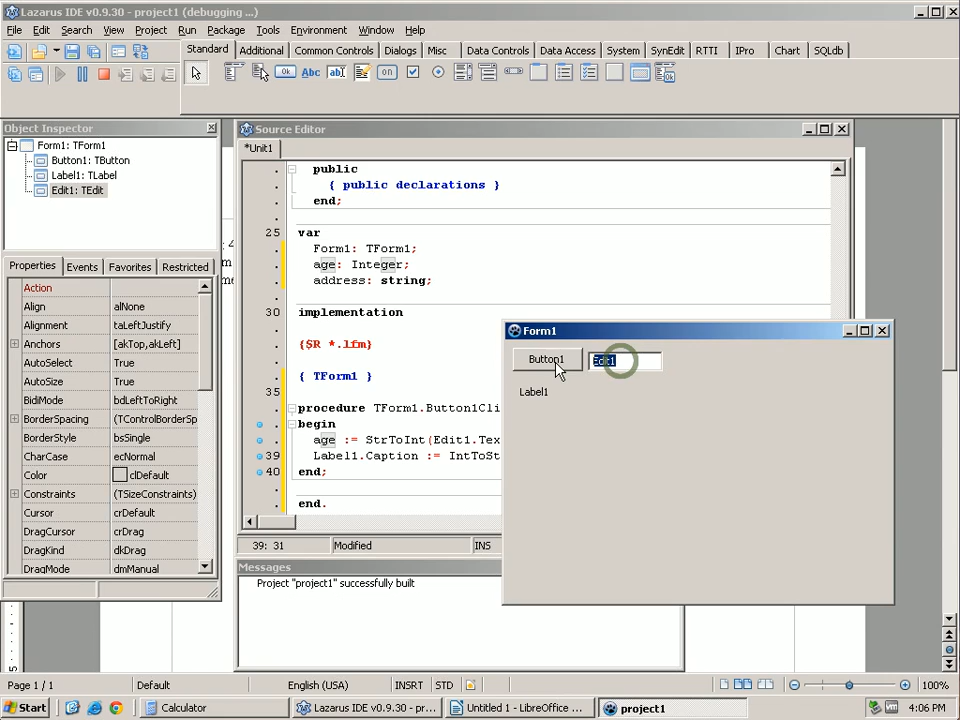 Lazarus IDE v0.9.30 - project1 (debugging ...)
File Edit Search View Project Run Package Tools Environment Window Help
Standard Additional Common Controls Dialogs Misc Data Controls Data Access System SynEdit RTTI IPro Chart SQLdb
Ok Abc ab on
Object Inspector
Form1: TForm1
Button1: TButton
Label1: TLabel
Edit1: TEdit
Properties Events Favorites Restricted
Action
Align alNone
Alignment taLeftJustify
Anchors [akTop,akLeft]
AutoSelect True
AutoSize True
BidiMode bdLeftToRight
BorderSpacing (TControlBorderSp
BorderStyle bsSingle
CharCase ecNormal
Color clDefault
Constraints (TSizeConstraints)
Cursor crDefault
DragCursor crDrag
DragKind dkDrag
DragMode dmManual
Source Editor
*Unit1
public
{ public declarations }
end;
25 var
Form1: TForm1;
age: Integer;
address: string;
30 implementation
{$R *.lfm}
{ TForm1 }
35
procedure TForm1.Button1Cli
begin
age := StrToInt(Edit1.Tex
39 Label1.Caption := IntToSt
40 end;
end.
39: 31 Modified INS
Messages
Project "project1" successfully built
Form1
Button1 Edit1
Label1
Page 1 / 1 Default English (USA) INSRT STD 100%
Start Calculator Lazarus IDE v0.9.30 - pr... Untitled 1 - LibreOffice ... project1 4:06 PM